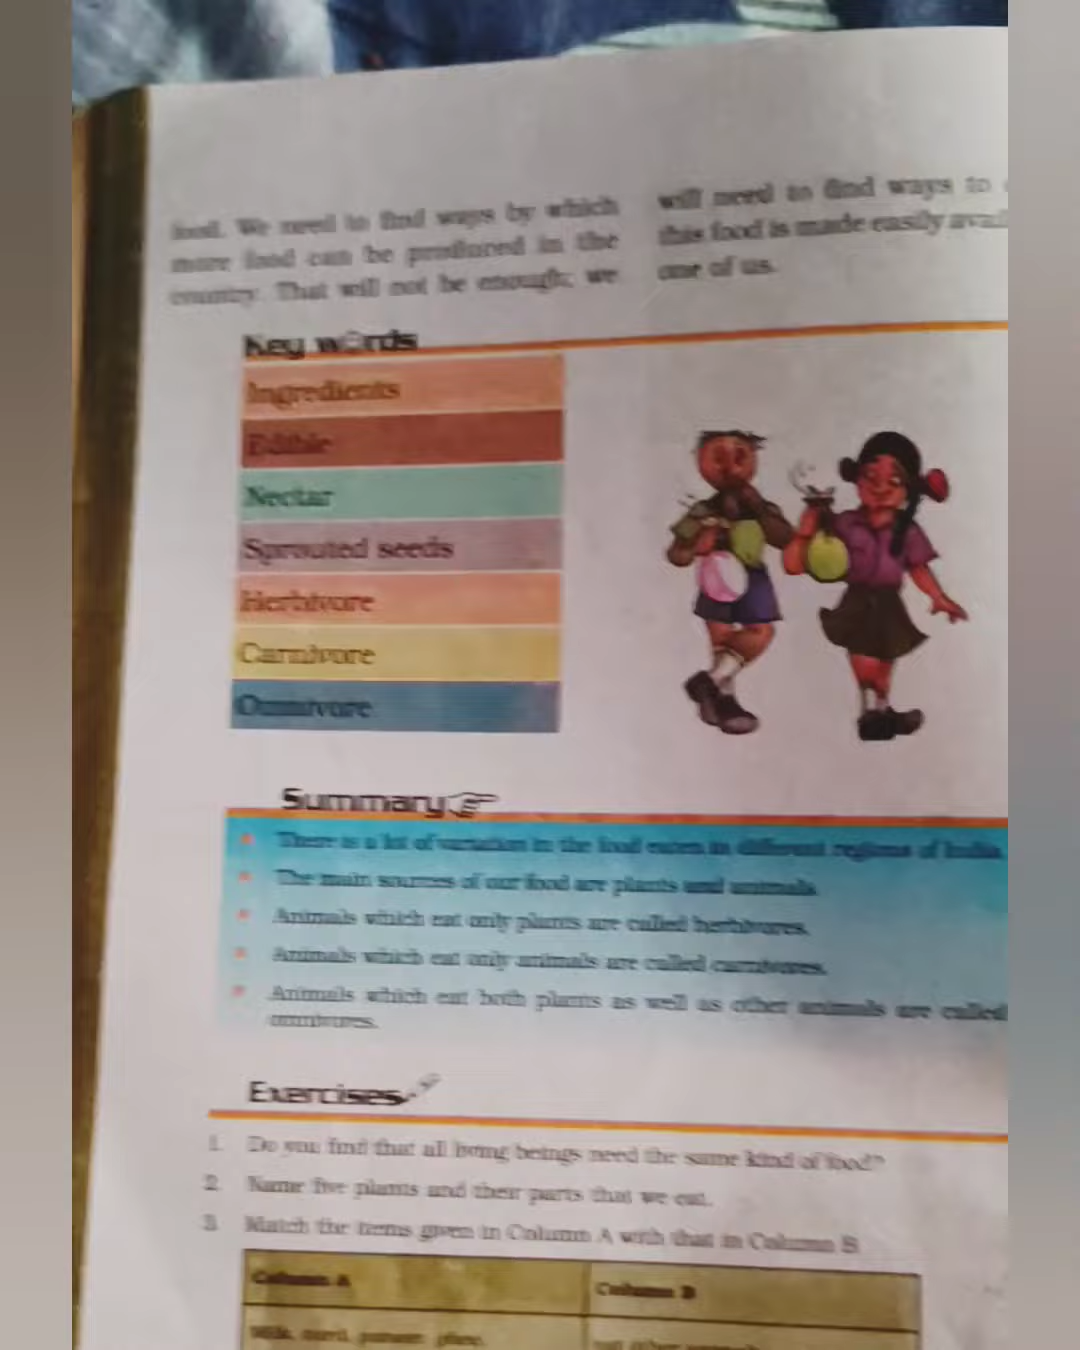 food. We need to find ways by which
more food can be produced in the
country. That will not be enough; we
will need to find ways to
this food is made easily
one of us.
Key words
Ingredients
Edible
Nectar
Sprouted seeds
Herbivore
Carnivore
Omnivore
Summary
There is a lot of variation in the food eaten in different regions of India.
The main sources of our food are plants and animals.
Animals which eat only plants are called herbivores.
Animals which eat only animals are called carnivores.
Animals which eat both plants as well as other animals are called
omnivores.
Exercises
1. Do you find that all living beings need the same kind of food?
2. Name five plants and their parts that we eat.
3. Match the items given in Column A with that in Column B
Column A
Column B